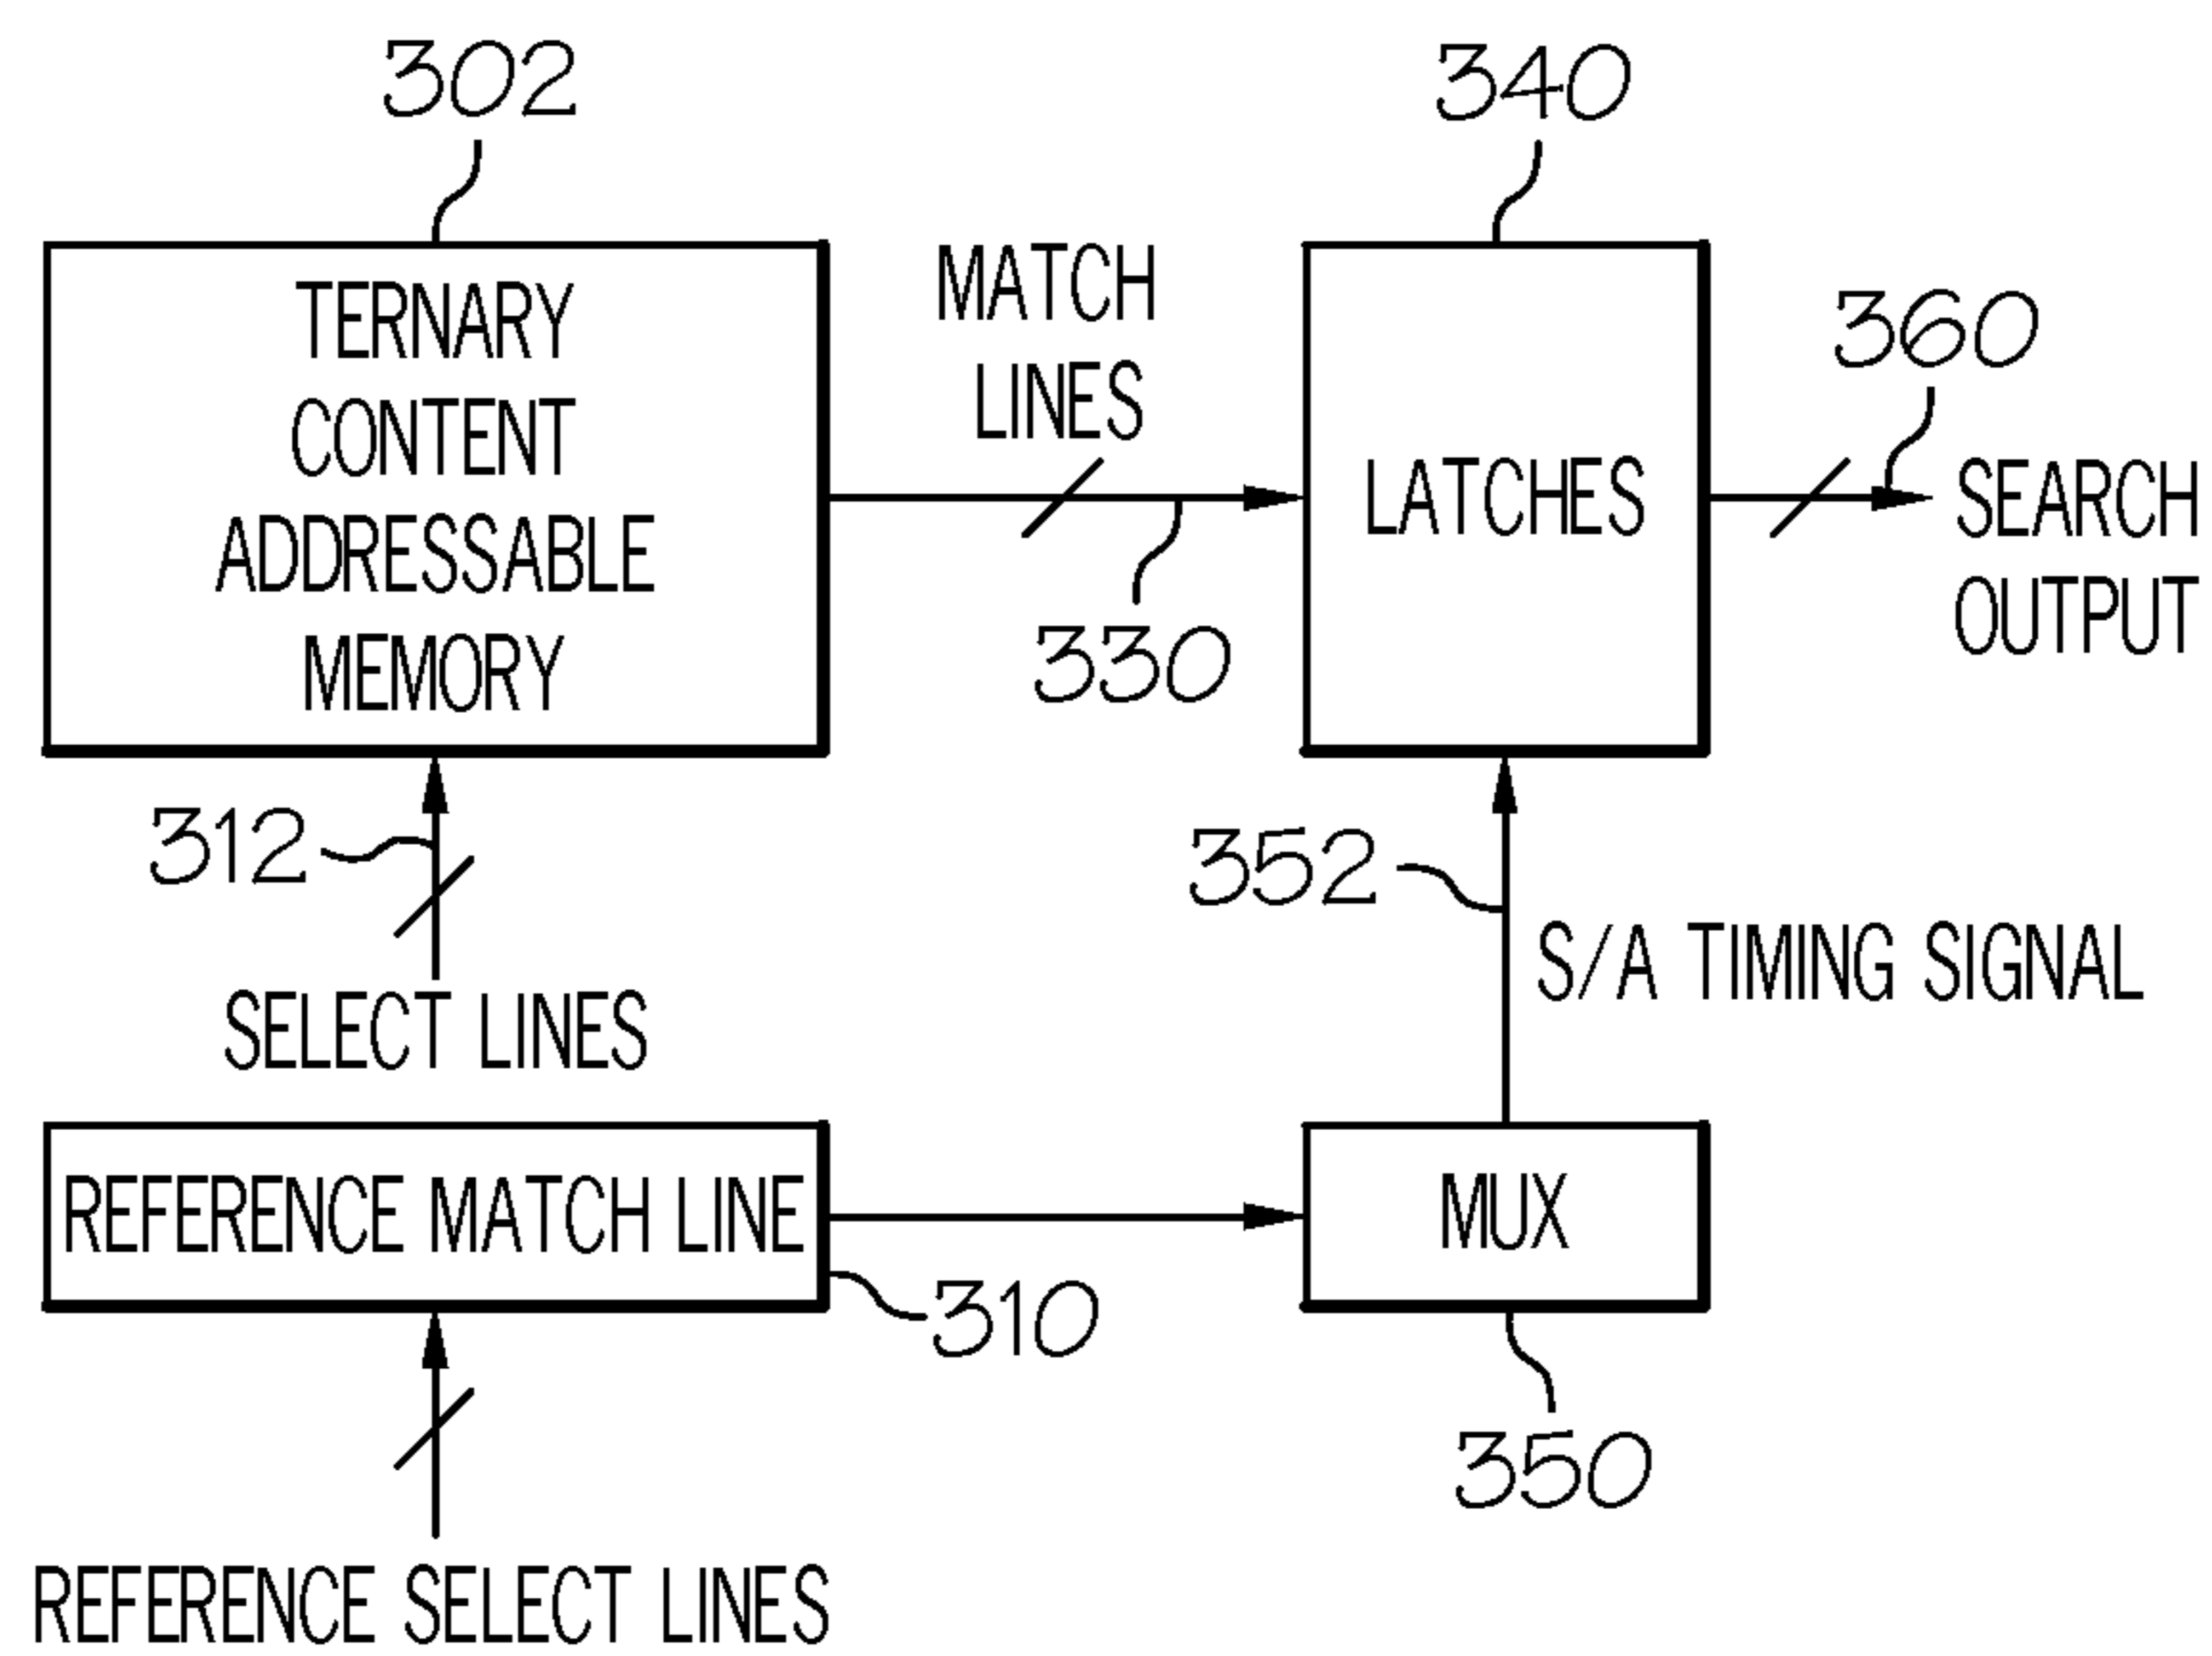 302
340
TERNARY
CONTENT
ADDRESSABLE
MEMORY
MATCH
LINES
330
LATCHES
360
SEARCH
OUTPUT
312
SELECT LINES
352
S/A TIMING SIGNAL
REFERENCE MATCH LINE
310
MUX
350
REFERENCE SELECT LINES